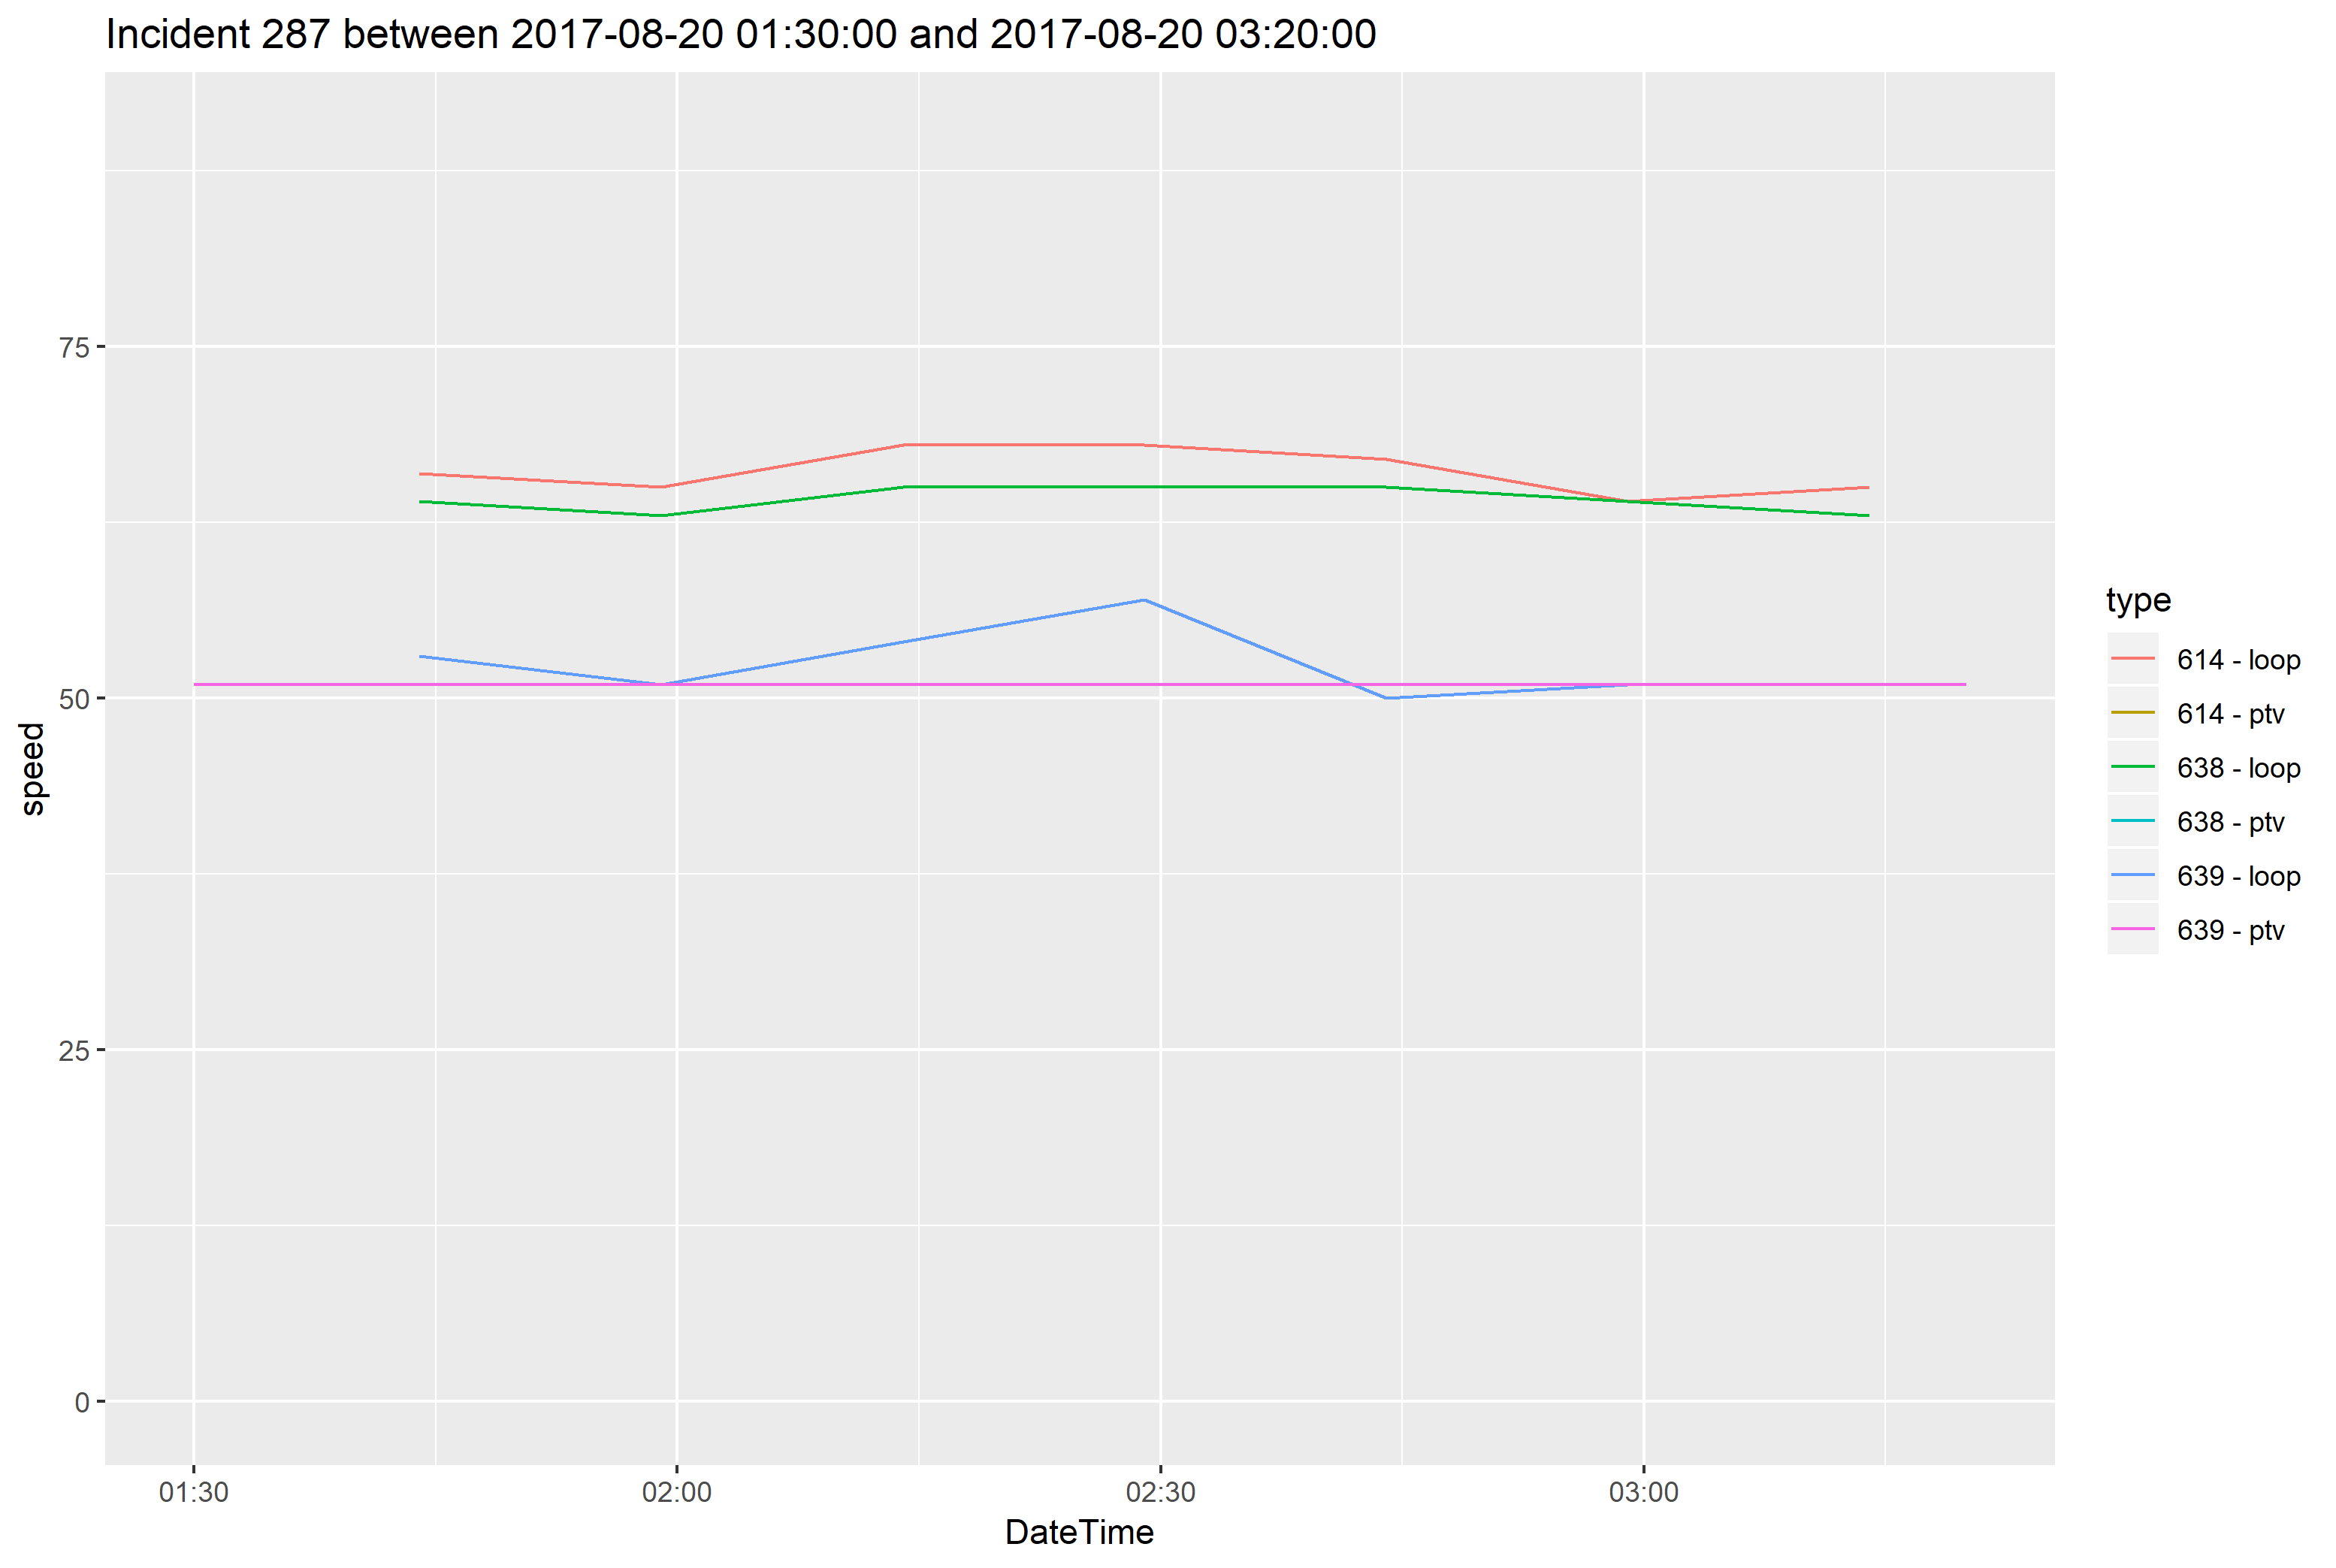 Incident 287 between 2017-08-20 01:30:00 and 2017-08-20 03:20:00
75
50
25
0
speed
01:30
02:00
02:30
03:00
DateTime
type
614 - loop
614 - ptv
638 - loop
638 - ptv
639 - loop
639 - ptv